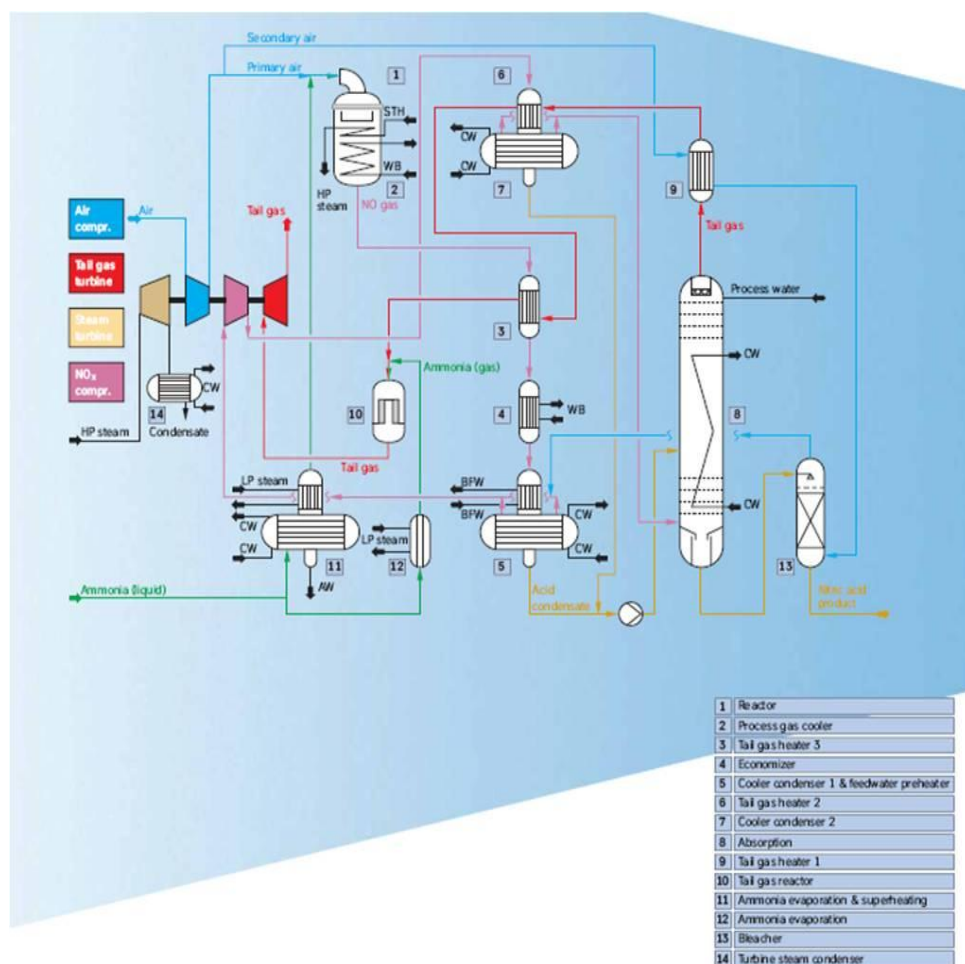 Secondary air
Primary air
1
6
STH
CW
CW
WB
HP
steam
2
NO gas
7
9
Air
compr.
Air
Tail gas
Tail gas
Tail gas
turbine
Steam
turbine
NOx
compr.
Process water
3
CW
Ammonia (gas)
10
4
WB
8
CW
14
Condensate
HP steam
Tail gas
LP steam
BFW
BFW
CW
CW
CW
CW
LP steam
CW
11
12
5
13
AW
Ammonia (liquid)
Acid
condensate
Nitric acid
product
1 Reactor
2 Process gas cooler
3 Tail gas heater 3
4 Economizer
5 Cooler condenser 1 & feedwater preheater
6 Tail gas heater 2
7 Cooler condenser 2
8 Absorption
9 Tail gas heater 1
10 Tail gas reactor
11 Ammonia evaporation & superheating
12 Ammonia evaporation
13 Bleacher
14 Turbine steam condenser